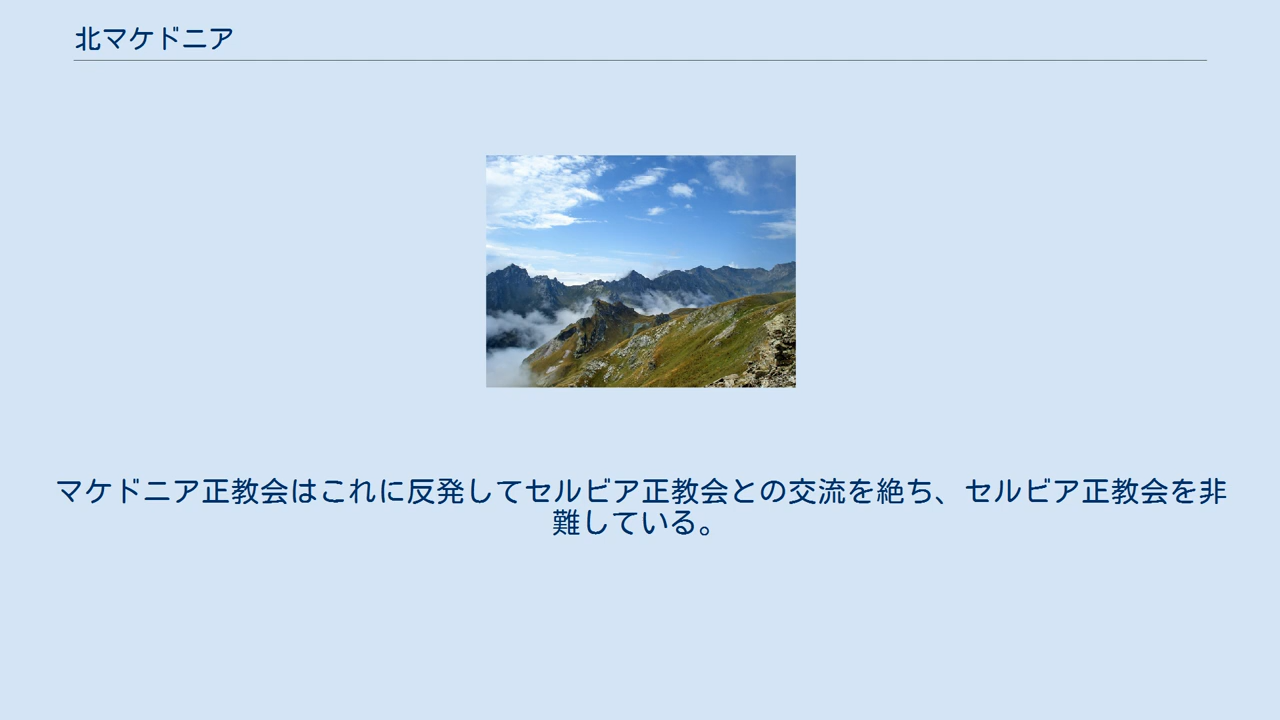 北マケドニア
マケドニア正教会はこれに反発してセルビア正教会との交流を絶ち、セルビア正教会を非
難している。